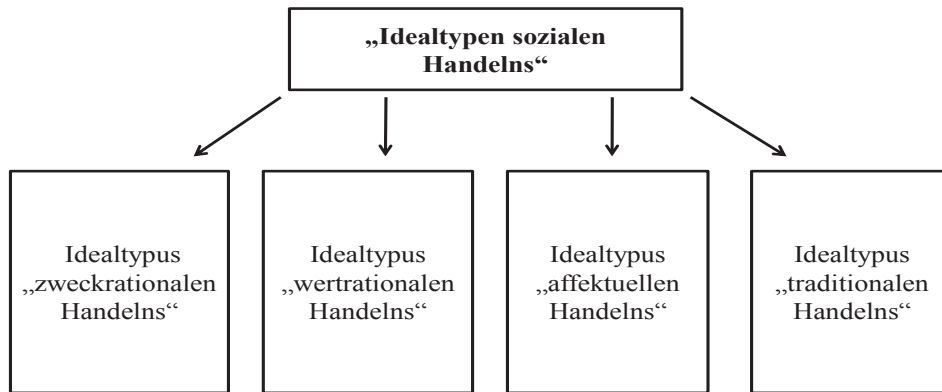 „Idealtypen sozialen
Handelns“
Idealtypus
„zweckrationalen
Handelns“
Idealtypus
„wertrationalen
Handelns“
Idealtypus
„affektuellen
Handelns“
Idealtypus
„traditionalen
Handelns“